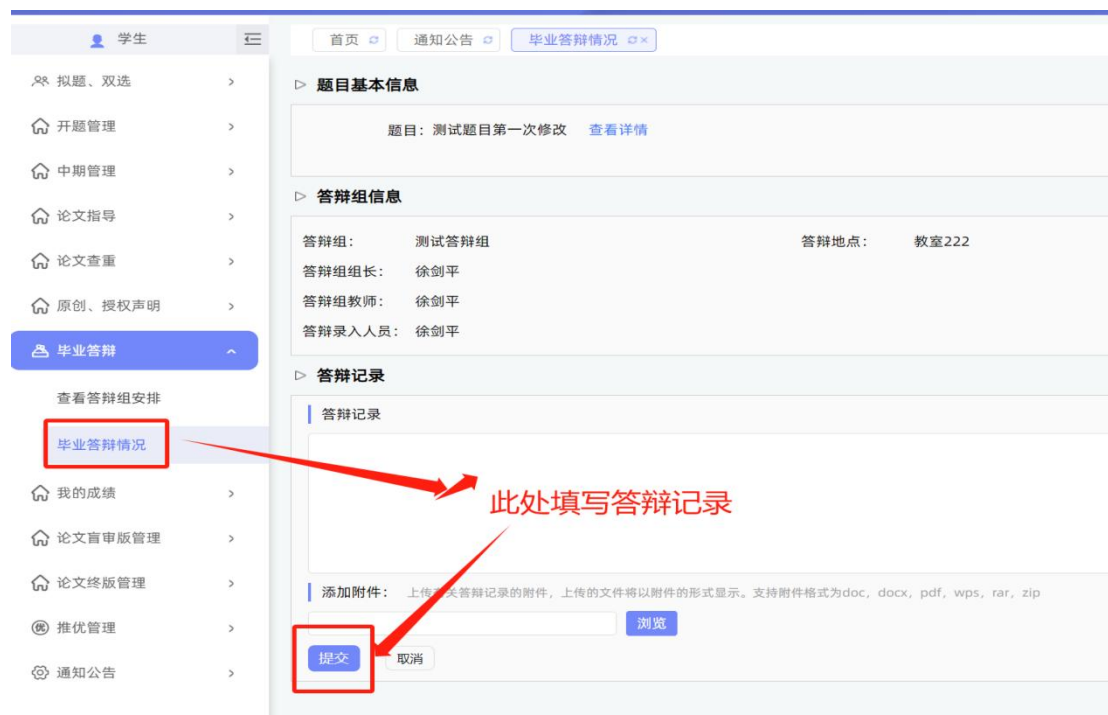 学生
首页
通知公告
毕业答辩情况
拟题、双选
开题管理
中期管理
论文指导
论文查重
原创、授权声明
毕业答辩
查看答辩组安排
毕业答辩情况
我的成绩
论文盲审版管理
论文终版管理
优 推优管理
通知公告
题目基本信息
题目：测试题目第一次修改 查看详情
答辩组信息
答辩组： 测试答辩组 答辩地点： 教室222
答辩组组长： 徐剑平
答辩组教师： 徐剑平
答辩录入人员： 徐剑平
答辩记录
答辩记录
此处填写答辩记录
添加附件： 上传关答辩记录的附件，上传的文件将以附件的形式显示。支持附件格式为doc，docx，pdf，wps，rar，zip
浏览
提交 取消